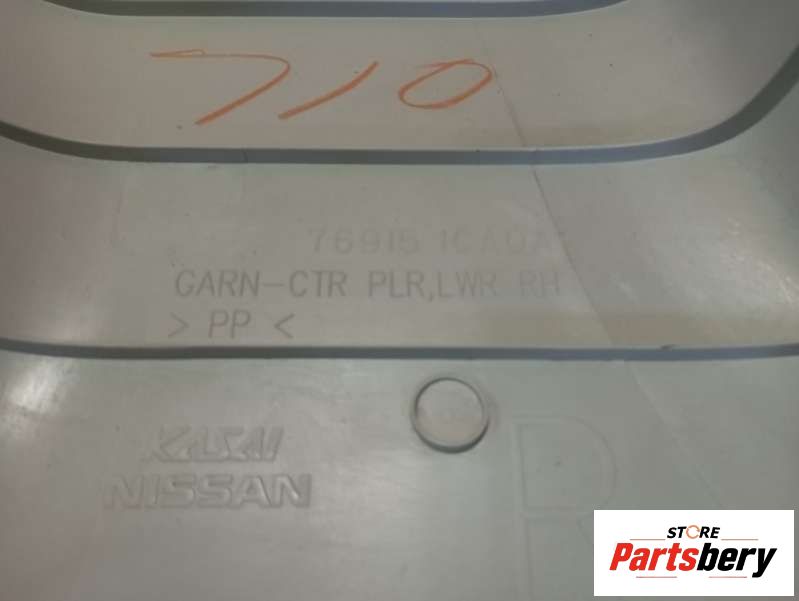 710
76915 1CA0A
GARN-CTR PLR,LWR RH
> PP <
KASAI
NISSAN
R
STORE
Partsbery